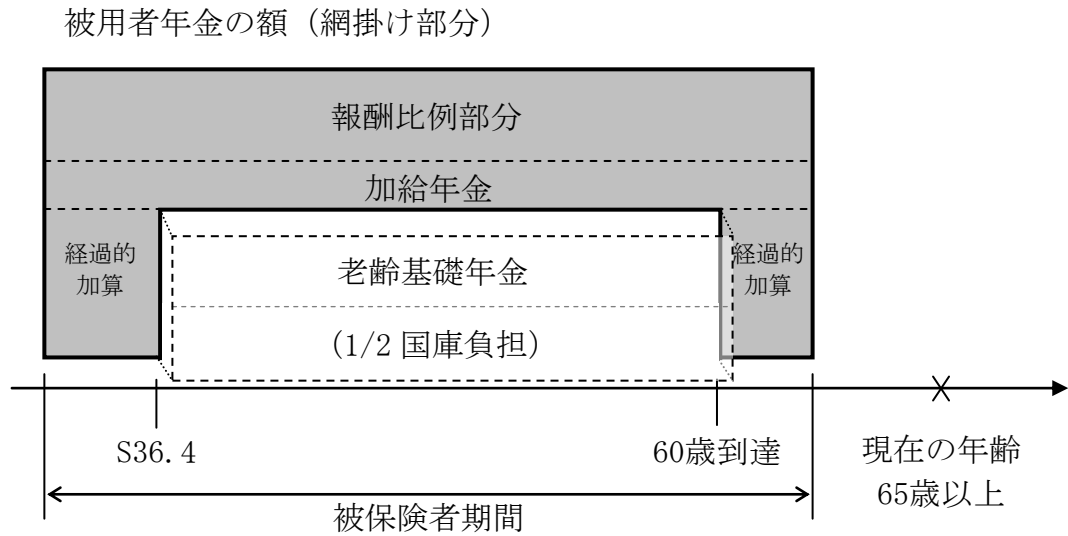 被用者年金の額（網掛け部分）
報酬比例部分
加給年金
経過的
加算
老齢基礎年金
(1/2 国庫負担)
経過的
加算
S36.4
60歳到達
現在の年齢
65歳以上
被保険者期間